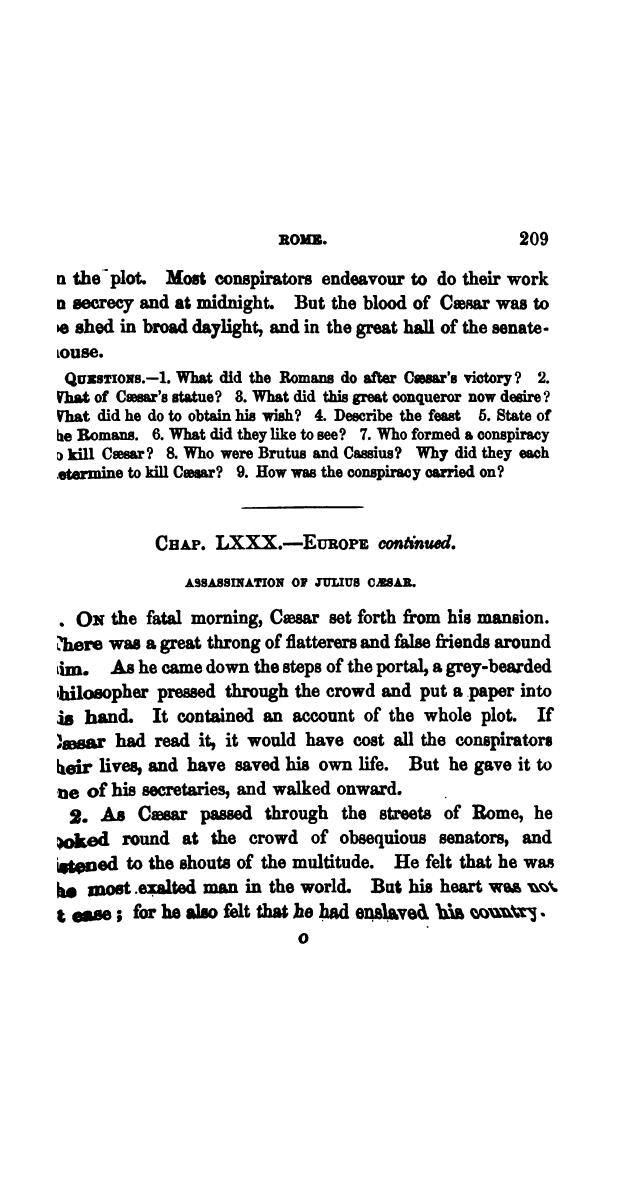 ROME. 209
n the plot. Most conspirators endeavour to do their work
n secrecy and at midnight. But the blood of Cæsar was to
e shed in broad daylight, and in the great hall of the senate-
ouse.
QUESTIONS.—1. What did the Romans do after Cæsar's victory? 2.
What of Cæsar's statue? 3. What did this great conqueror now desire?
What did he do to obtain his wish? 4. Describe the feast 5. State of
he Romans. 6. What did they like to see? 7. Who formed a conspiracy
o kill Cæsar? 8. Who were Brutus and Cassius? Why did they each
etermine to kill Cæsar? 9. How was the conspiracy carried on?
CHAP. LXXX.—EUROPE continued.
ASSASSINATION OF JULIUS CÆSAR.
. ON the fatal morning, Cæsar set forth from his mansion.
There was a great throng of flatterers and false friends around
im. As he came down the steps of the portal, a grey-bearded
hilosopher pressed through the crowd and put a paper into
is hand. It contained an account of the whole plot. If
Cæsar had read it, it would have cost all the conspirators
heir lives, and have saved his own life. But he gave it to
ne of his secretaries, and walked onward.
2. As Cæsar passed through the streets of Rome, he
ooked round at the crowd of obsequious senators, and
istened to the shouts of the multitude. He felt that he was
he most exalted man in the world. But his heart was not
t ease; for he also felt that he had enslaved his country.
O